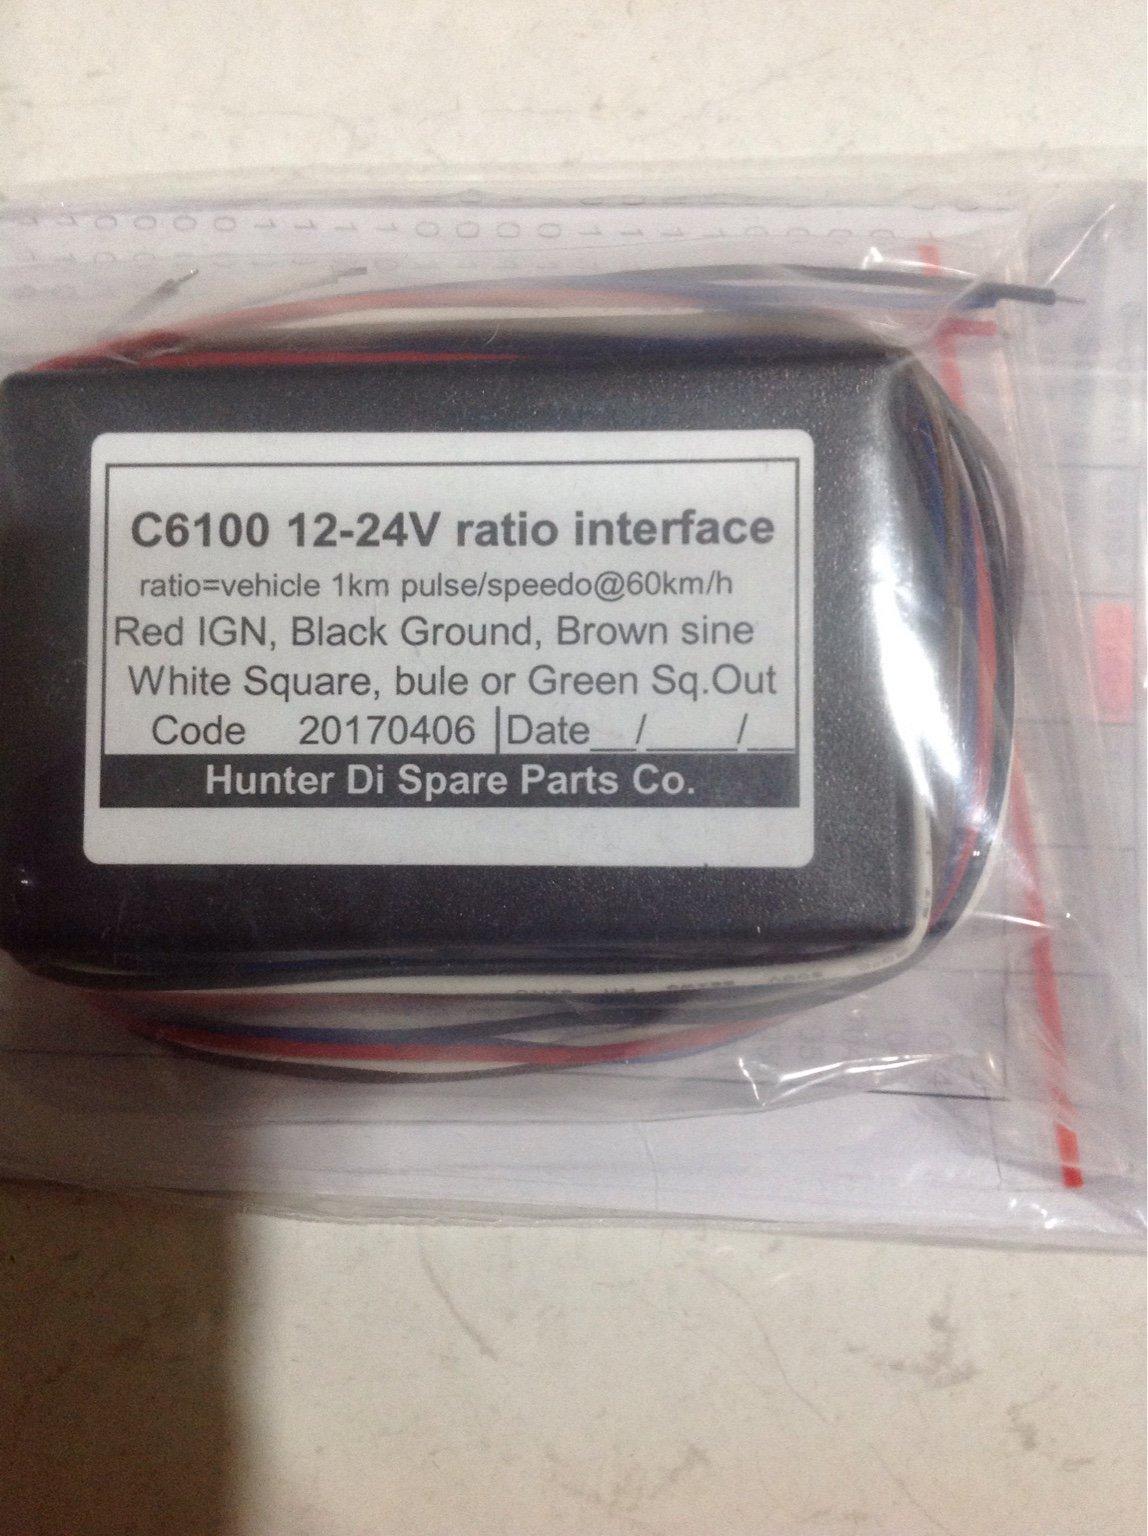 C6100 12-24V ratio interface
ratio=vehicle 1km pulse/speedo@60km/h
Red IGN, Black Ground, Brown sine
White Square, bule or Green Sq.Out
Code 20170406 |Date__/____/__
Hunter Di Spare Parts Co.